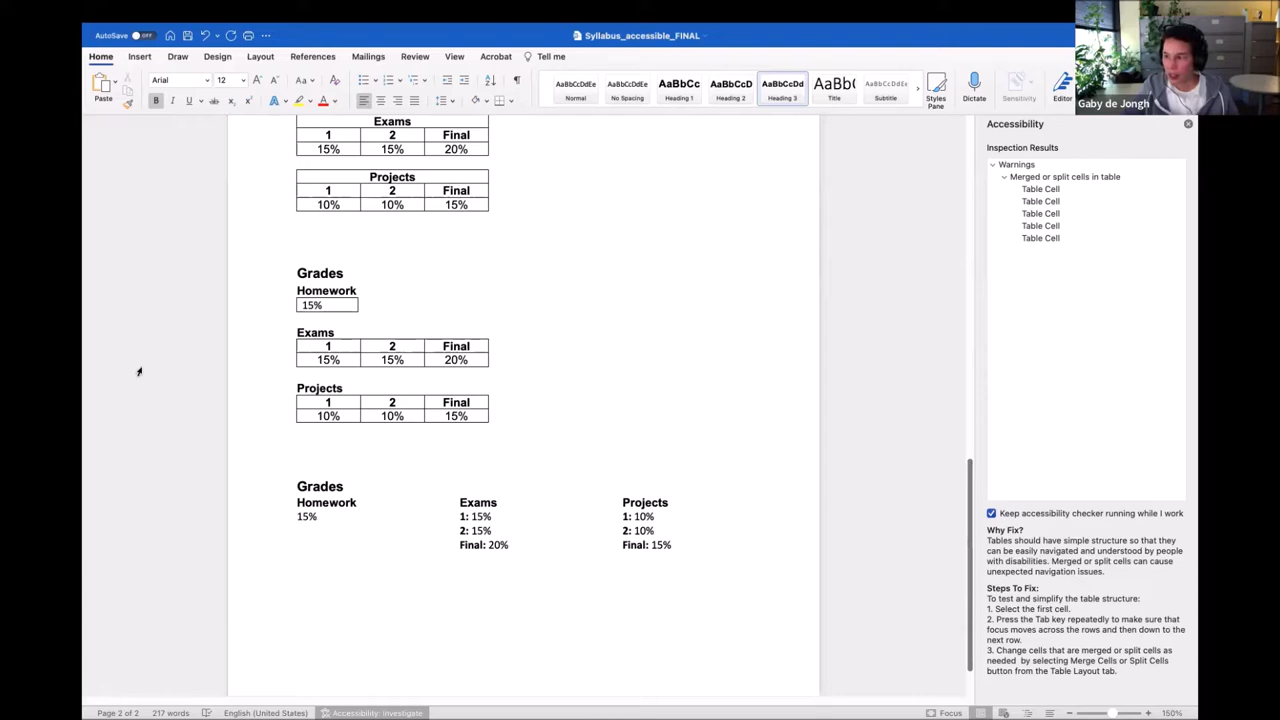 AutoSave OFF
Syllabus_accessible_FINAL
Home Insert Draw Design Layout References Mailings Review View Acrobat Tell me
Paste
Arial 12
AaBbCcDdEe AaBbCcDdEe AaBbCc AaBbCcD AaBbCcDd AaBbC AaBbCcDdEe
Normal No Spacing Heading 1 Heading 2 Heading 3 Title Subtitle
Styles Pane
Dictate
Sensitivity
Editor
Gaby de Jongh
Exams
1 2 Final
15% 15% 20%
Projects
1 2 Final
10% 10% 15%
Grades
Homework
15%
Exams
1 2 Final
15% 15% 20%
Projects
1 2 Final
10% 10% 15%
Grades
Homework Exams Projects
15% 1: 15% 1: 10%
2: 15% 2: 10%
Final: 20% Final: 15%
Accessibility
Inspection Results
Warnings
Merged or split cells in table
Table Cell
Table Cell
Table Cell
Table Cell
Table Cell
Keep accessibility checker running while I work
Why Fix?
Tables should have simple structure so that they
can be easily navigated and understood by people
with disabilities. Merged or split cells can cause
unexpected navigation issues.
Steps To Fix:
To test and simplify the table structure:
1. Select the first cell.
2. Press the Tab key repeatedly to make sure that
focus moves across the rows and then down to the
next row.
3. Change cells that are merged or split cells as
needed by selecting Merge Cells or Split Cells
button from the Table Layout tab.
Page 2 of 2 217 words English (United States) Accessibility: Investigate Focus 150%